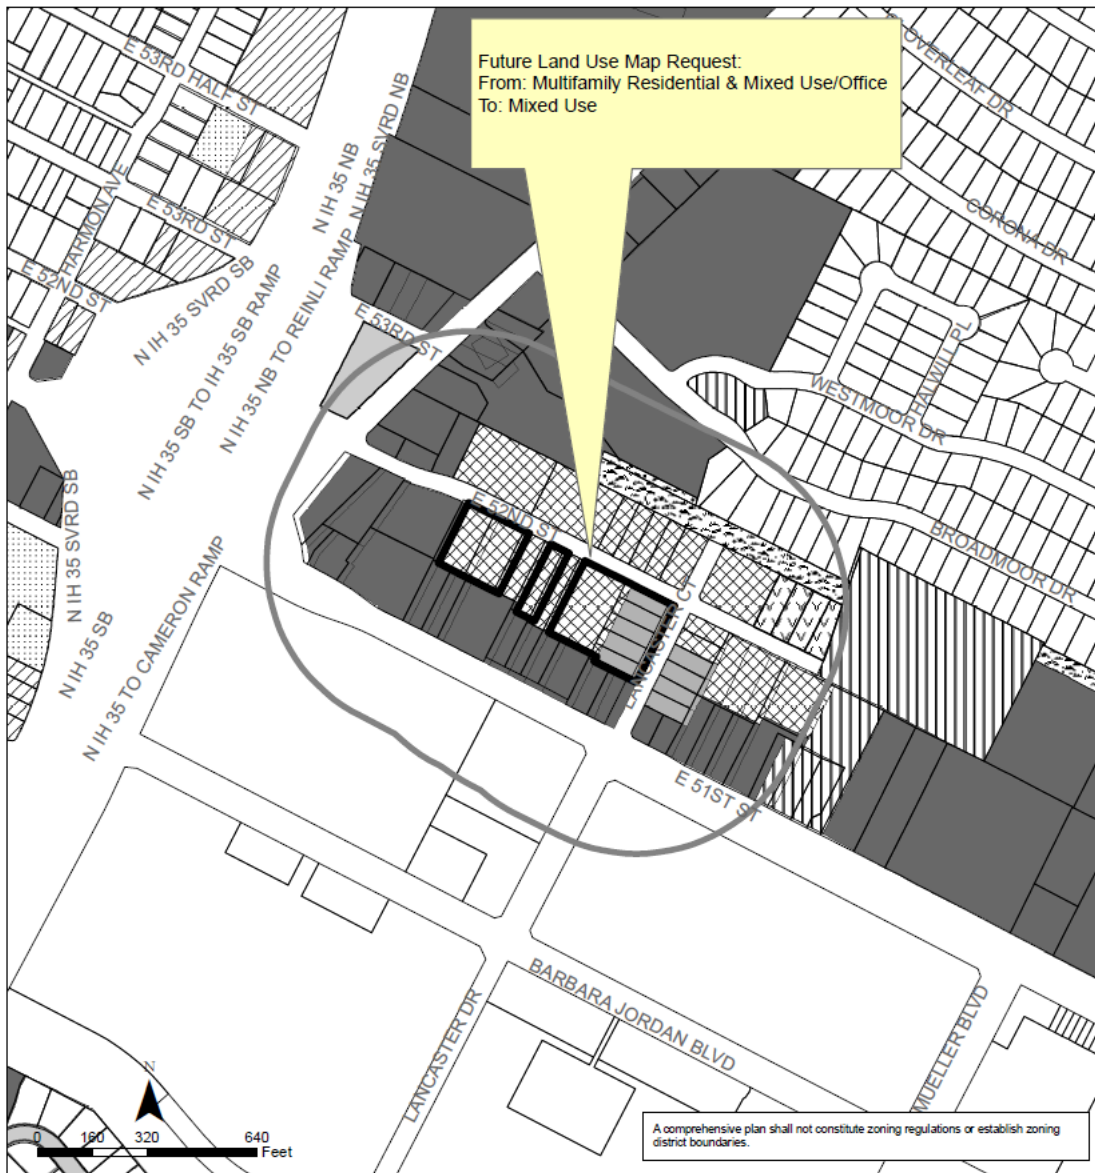 Future Land Use Map Request:
From: Multifamily Residential & Mixed Use/Office
To: Mixed Use
E 53RD HALF ST
HARMON AVE
E 53RD ST
E 52ND ST
N IH 35 SVRD SB
N IH 35 SB TO IH 35 SB RAMP
N IH 35 NB TO REINLI RAMP
N IH 35 NB
N IH 35 SVRD NB
OVERLEAF DR
CORONA DR
HALWILL PL
WESTMOOR DR
BROADMOOR DR
E 53RD ST
E 52ND ST
LANCASTER CT
E 51ST ST
N IH 35 SVRD SB
N IH 35 SB
N IH 35 TO CAMERON RAMP
BARBARA JORDAN BLVD
LANCASTER DR
MUELLER BLVD
N
0 160 320 640
Feet
A comprehensive plan shall not constitute zoning regulations or establish zoning
district boundaries.